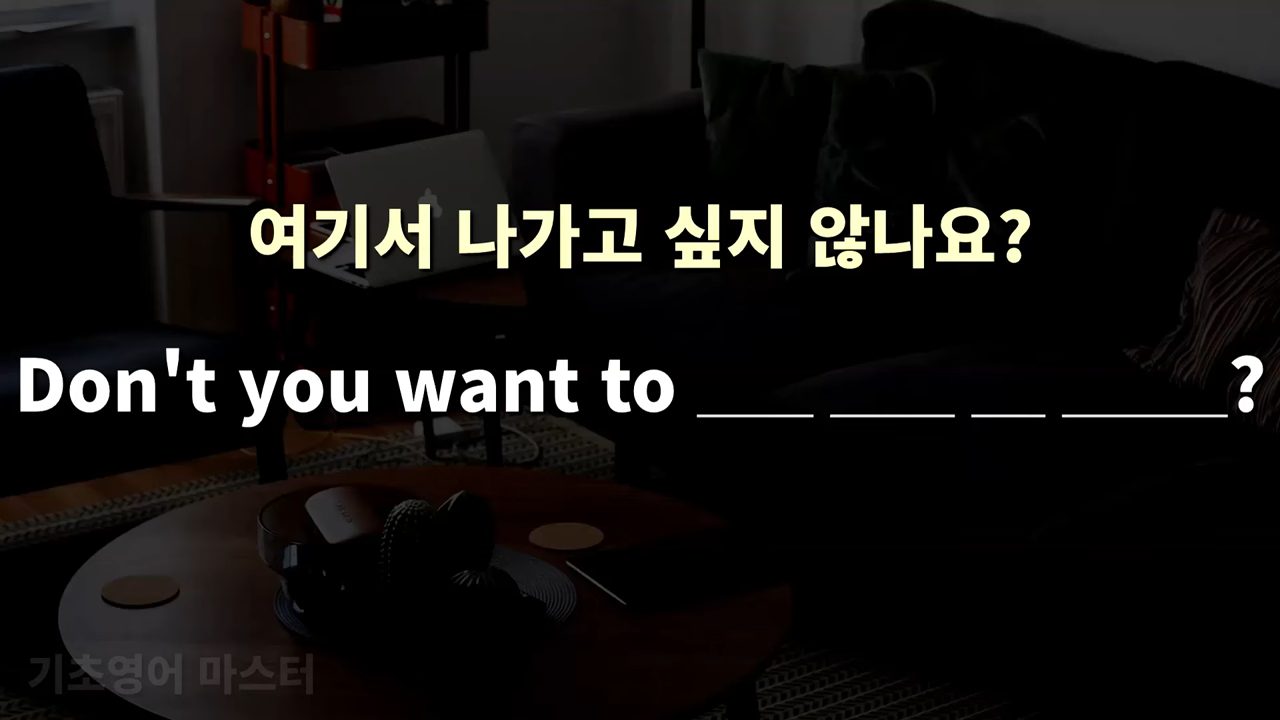 여기서 나가고 싶지 않나요?
Don't you want to ___ ___ __ ____?
기초영어 마스터